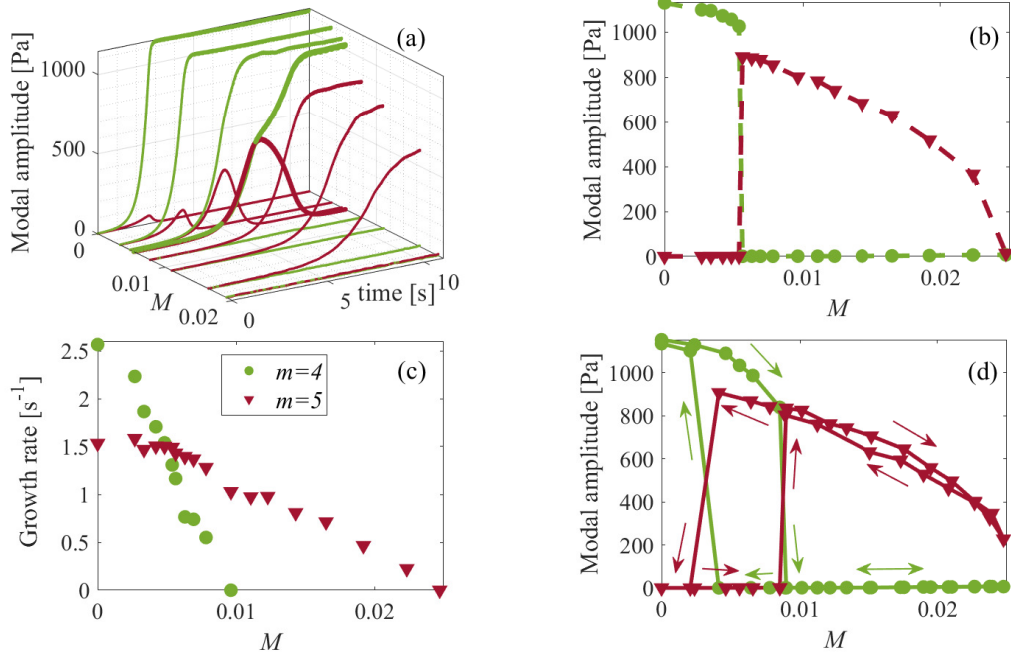 (a)
Modal amplitude [Pa]
1000
500
0
0
0.01
0.02
M
0
5
10
time [s]
(b)
Modal amplitude [Pa]
1000
800
600
400
200
0
0
0.01
0.02
M
(c)
Growth rate [s⁻¹]
2.5
2
1.5
1
0.5
0
0
0.01
0.02
M
m=4
m=5
(d)
Modal amplitude [Pa]
1000
800
600
400
200
0
0
0.01
0.02
M